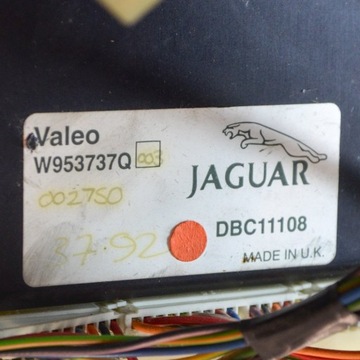 Valeo
W953737Q 003
002750
37.92
JAGUAR
DBC11108
MADE IN U.K.